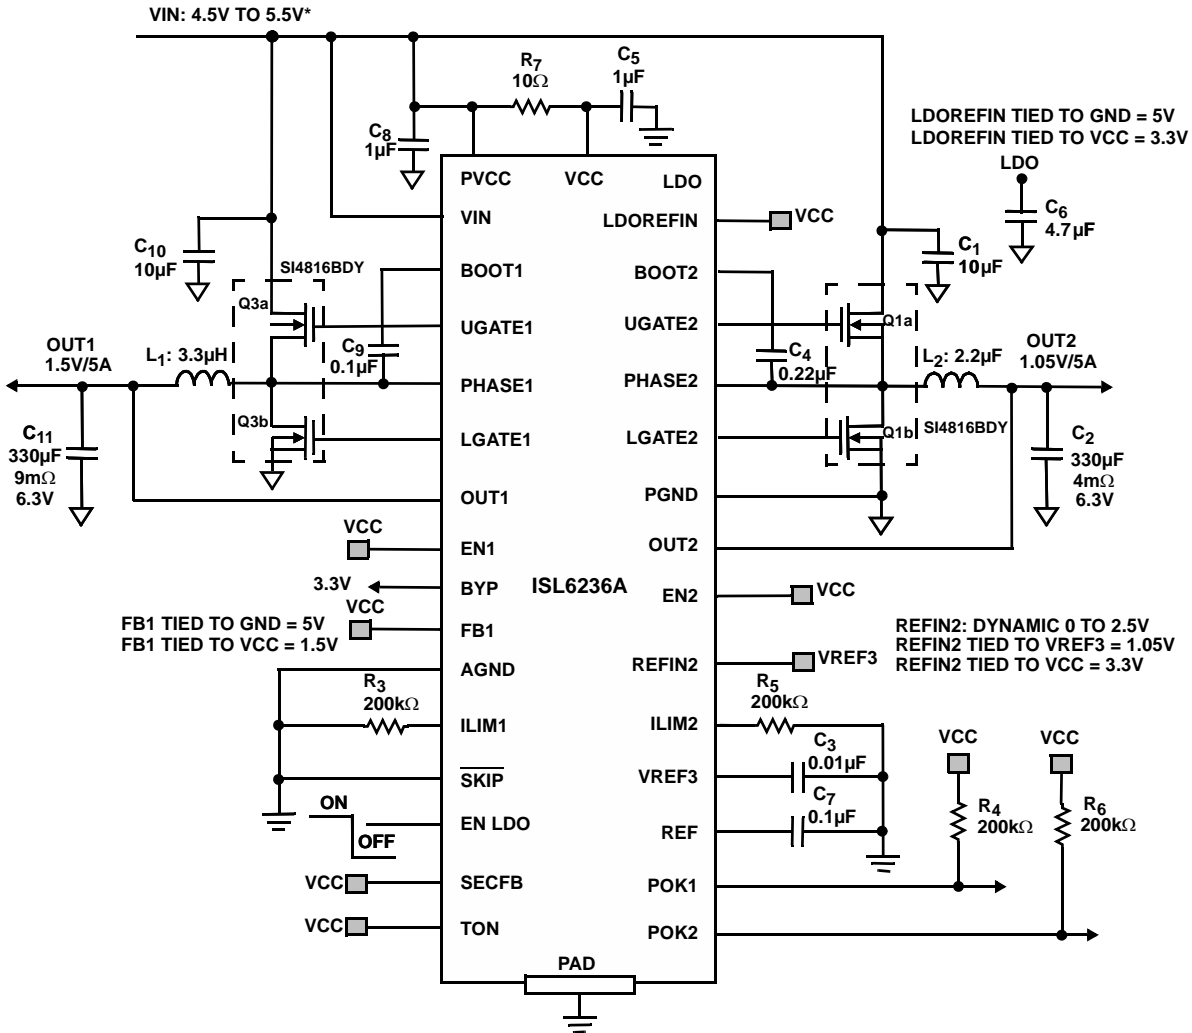 VIN: 4.5V TO 5.5V*
R7
10Ω
C5
1µF
C8
1µF
LDOREFIN TIED TO GND = 5V
LDOREFIN TIED TO VCC = 3.3V
LDO
C6
4.7µF
PVCC
VCC
LDO
VIN
LDOREFIN
VCC
C10
10µF
SI4816BDY
BOOT1
BOOT2
C1
10µF
Q3a
UGATE1
UGATE2
Q1a
OUT1
1.5V/5A
L1: 3.3µH
C9
0.1µF
C4
0.22µF
L2: 2.2µF
OUT2
1.05V/5A
PHASE1
PHASE2
Q3b
LGATE1
LGATE2
Q1b
SI4816BDY
C11
330µF
9mΩ
6.3V
C2
330µF
4mΩ
6.3V
OUT1
PGND
VCC
EN1
OUT2
3.3V
BYP
ISL6236A
EN2
VCC
VCC
FB1 TIED TO GND = 5V
FB1 TIED TO VCC = 1.5V
FB1
REFIN2: DYNAMIC 0 TO 2.5V
REFIN2 TIED TO VREF3 = 1.05V
REFIN2 TIED TO VCC = 3.3V
AGND
REFIN2
VREF3
R3
200kΩ
ILIM1
ILIM2
R5
200kΩ
SKIP
VREF3
C3
0.01µF
VCC
VCC
ON
OFF
EN LDO
REF
C7
0.1µF
R4
200kΩ
R6
200kΩ
VCC
SECFB
POK1
VCC
TON
POK2
PAD